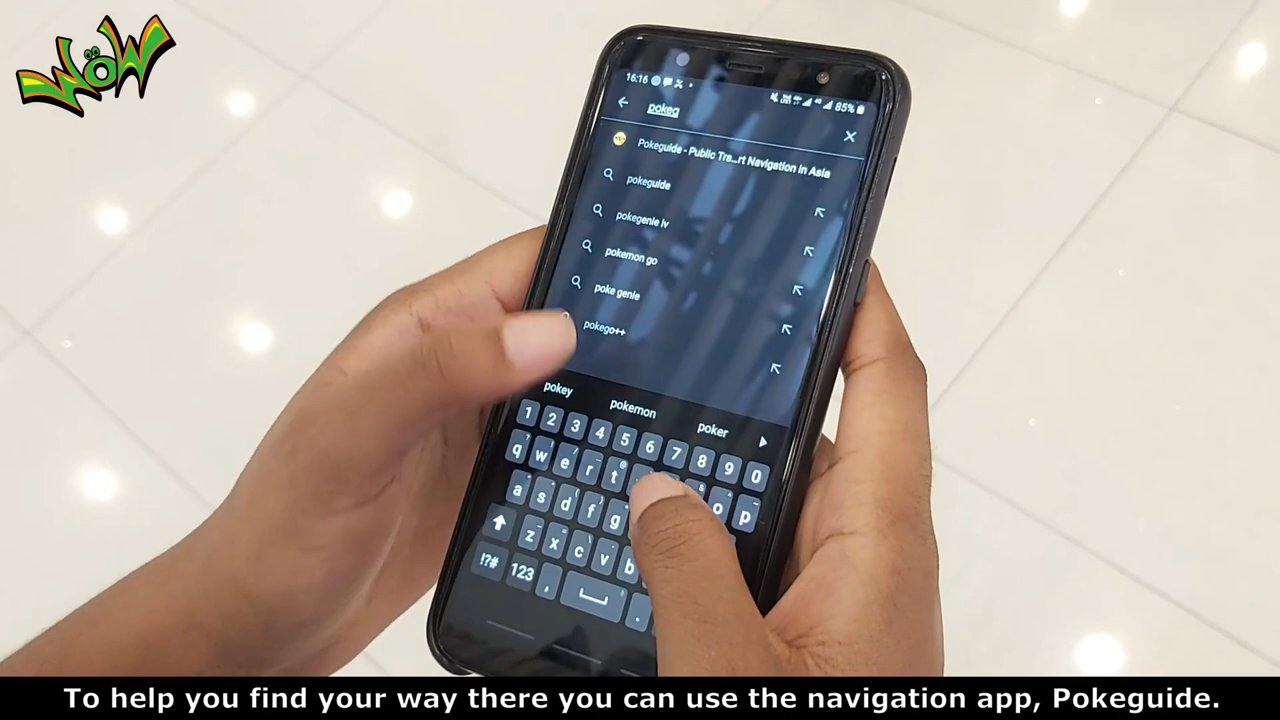 WöW
16:16
85%
pokeg
Pokeguide - Public Tra...rt Navigation in Asia
pokeguide
pokegenie iv
pokemon go
poke genie
pokego++
pokey pokemon poker
1 2 3 4 5 6 7 8 9 0
q w e r t o p
a s d f g
z x c v b
!?# 123 , .
To help you find your way there you can use the navigation app, Pokeguide.